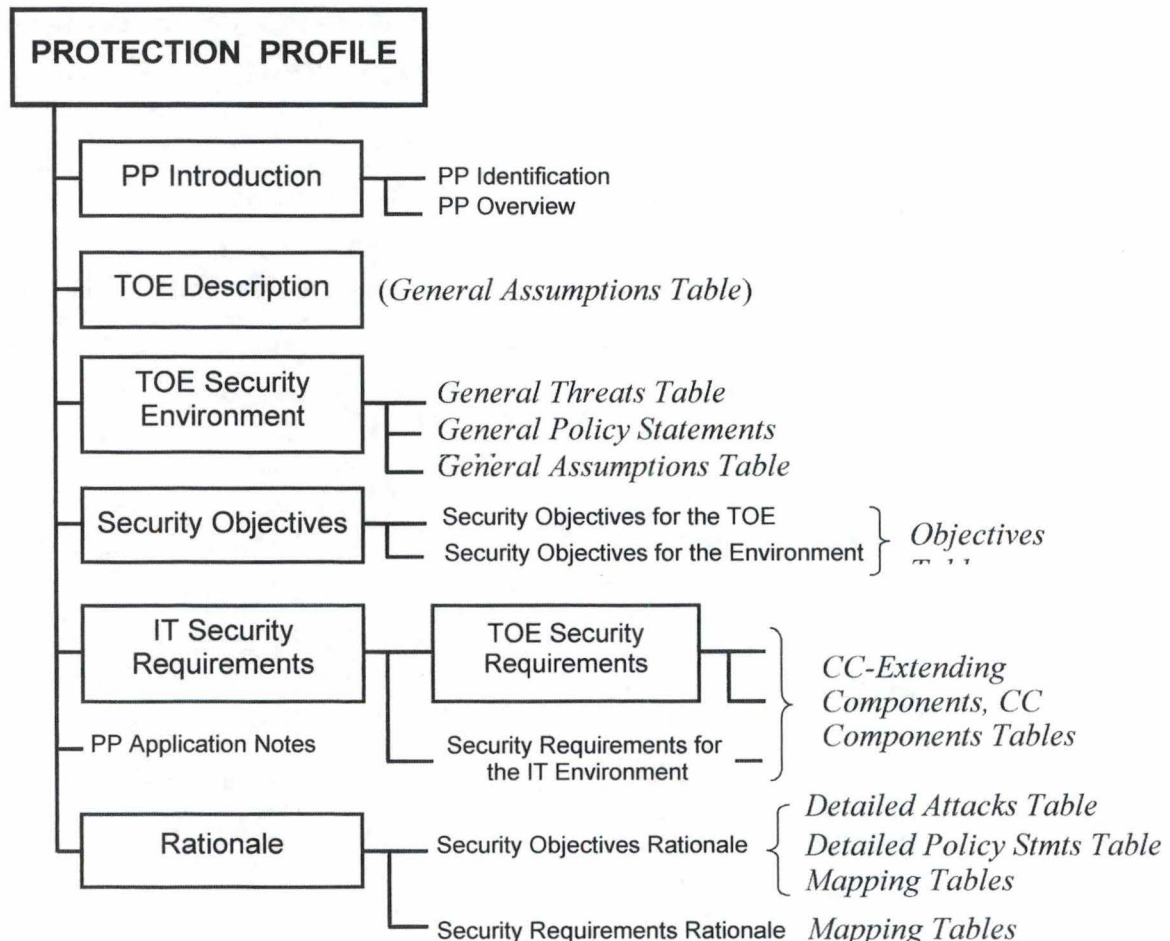 PROTECTION PROFILE
PP Introduction
PP Identification
PP Overview
TOE Description
(General Assumptions Table)
TOE Security
Environment
General Threats Table
General Policy Statements
General Assumptions Table
Security Objectives
Security Objectives for the TOE
Security Objectives for the Environment
Objectives
IT Security
Requirements
TOE Security
Requirements
CC-Extending
Components, CC
Components Tables
PP Application Notes
Security Requirements for
the IT Environment
Rationale
Security Objectives Rationale
Detailed Attacks Table
Detailed Policy Stmts Table
Mapping Tables
Security Requirements Rationale
Mapping Tables